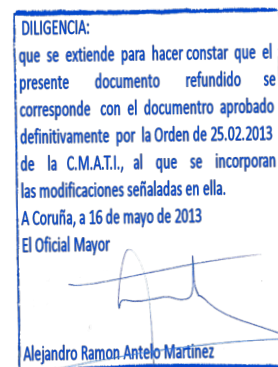 DILIGENCIA:
que se extiende para hacer constar que el
presente documento refundido se
corresponde con el documentro aprobado
definitivamente por la Orden de 25.02.2013
de la C.M.A.T.I., al que se incorporan
las modificaciones señaladas en ella.
A Coruña, a 16 de mayo de 2013
El Oficial Mayor
Alejandro Ramon Antelo Martinez